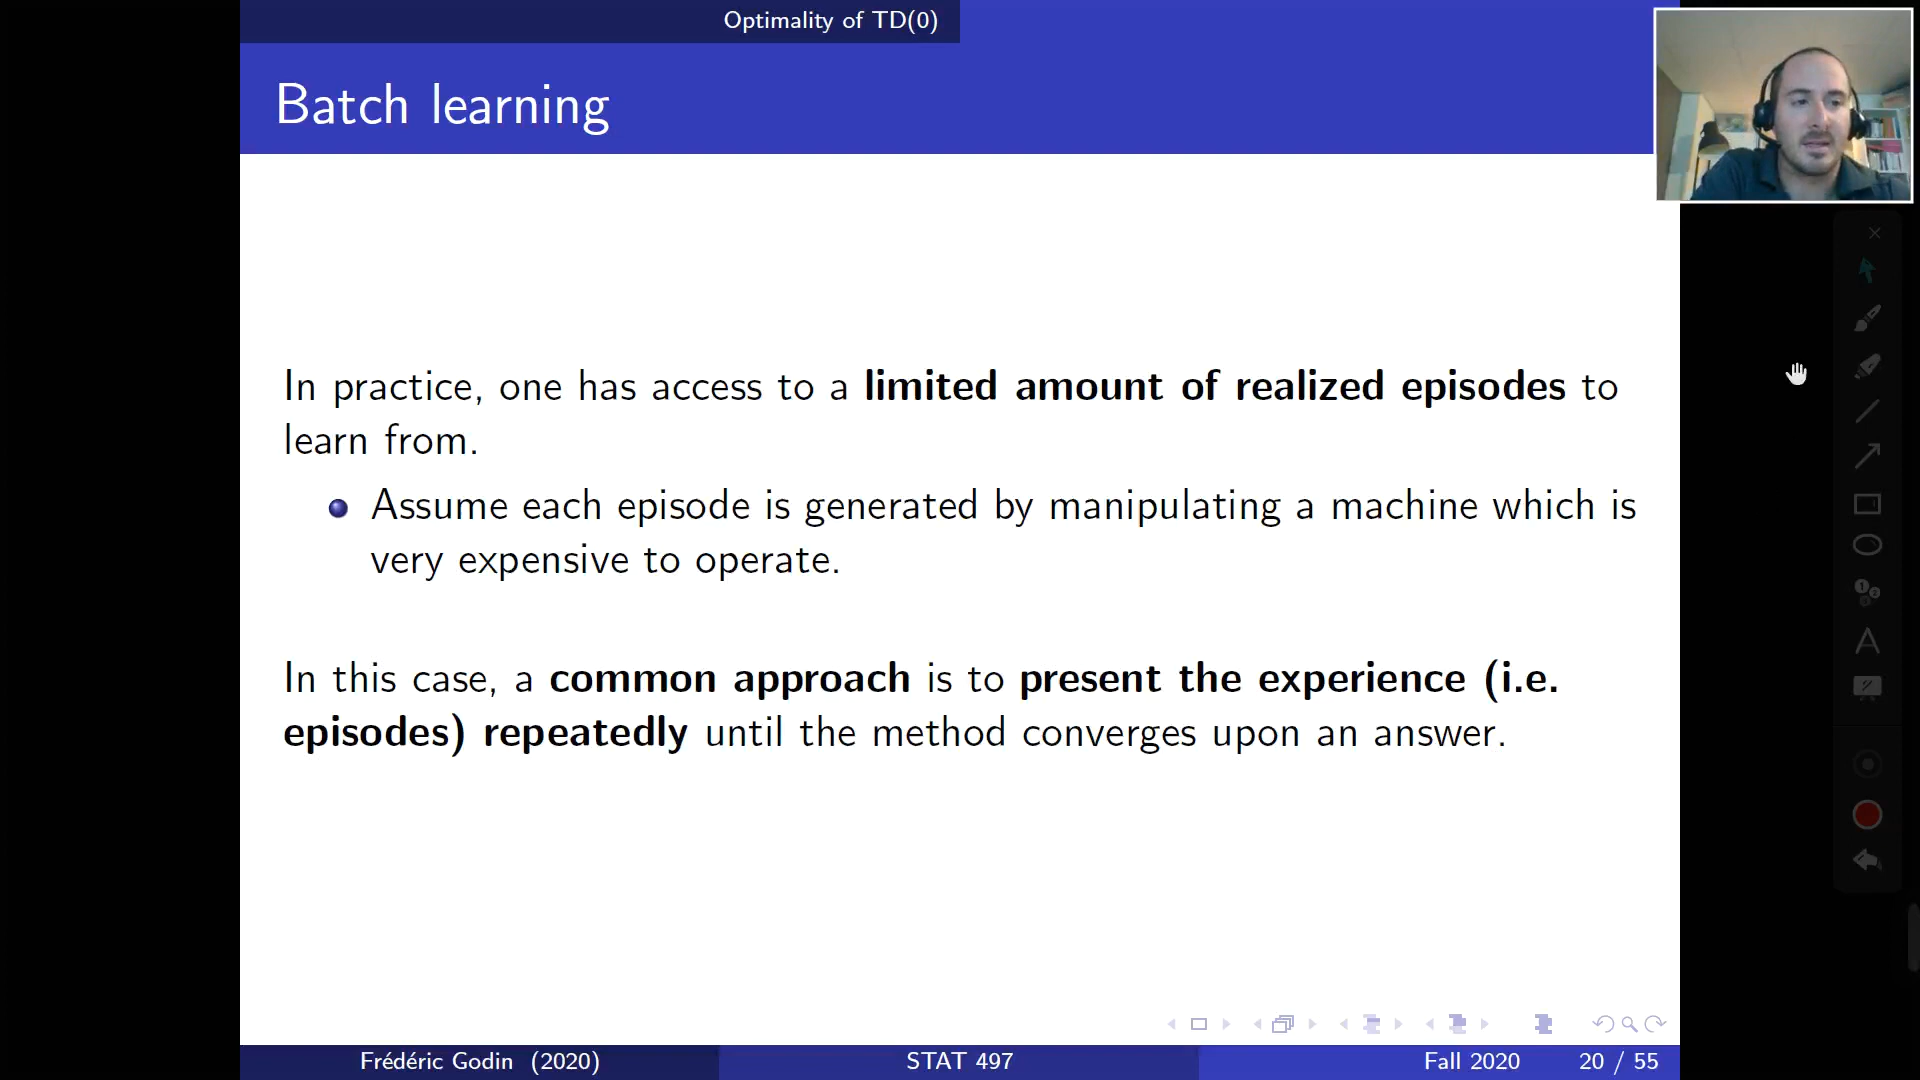 Optimality of TD(0)
Batch learning
In practice, one has access to a limited amount of realized episodes to
learn from.
Assume each episode is generated by manipulating a machine which is
very expensive to operate.
In this case, a common approach is to present the experience (i.e.
episodes) repeatedly until the method converges upon an answer.
Frédéric Godin (2020) STAT 497 Fall 2020 20 / 55